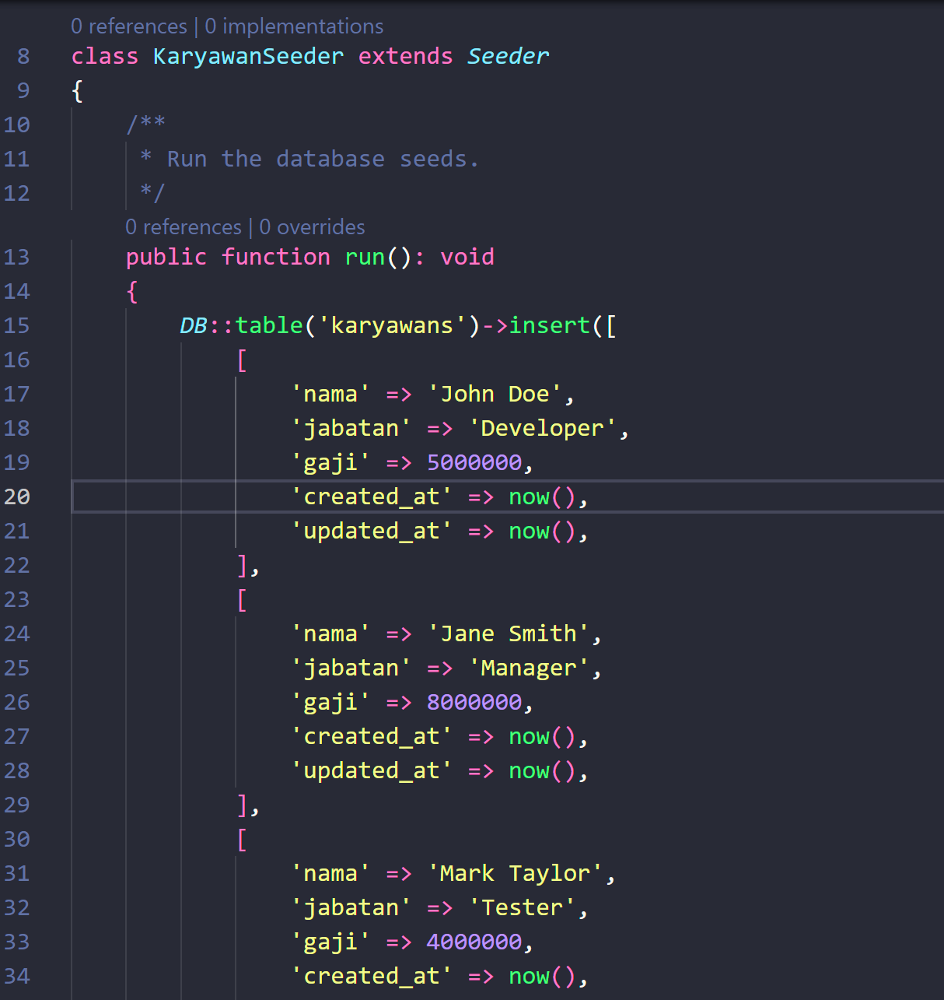 0 references | 0 implementations
8 class KaryawanSeeder extends Seeder
9 {
10 /**
11 * Run the database seeds.
12 */
0 references | 0 overrides
13 public function run(): void
14 {
15 DB::table('karyawans')->insert([
16 [
17 'nama' => 'John Doe',
18 'jabatan' => 'Developer',
19 'gaji' => 5000000,
20 'created_at' => now(),
21 'updated_at' => now(),
22 ],
23 [
24 'nama' => 'Jane Smith',
25 'jabatan' => 'Manager',
26 'gaji' => 8000000,
27 'created_at' => now(),
28 'updated_at' => now(),
29 ],
30 [
31 'nama' => 'Mark Taylor',
32 'jabatan' => 'Tester',
33 'gaji' => 4000000,
34 'created_at' => now(),